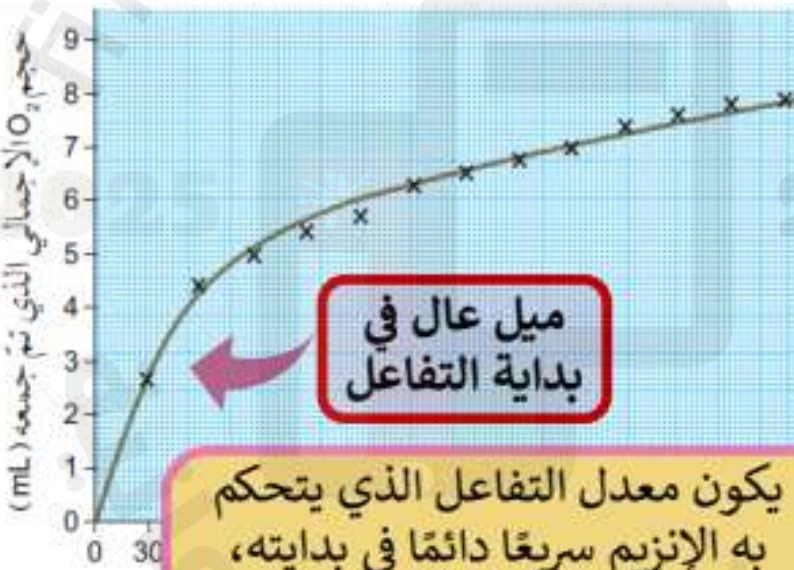 حجم O₂ الإجمالي الذي تمّ جمعه (mL)
9
8
7
6
5
4
3
2
1
0
0 30
ميل عال في
بداية التفاعل
يكون معدل التفاعل الذي يتحكم
به الإنزيم سريعًا دائمًا في بدايته،